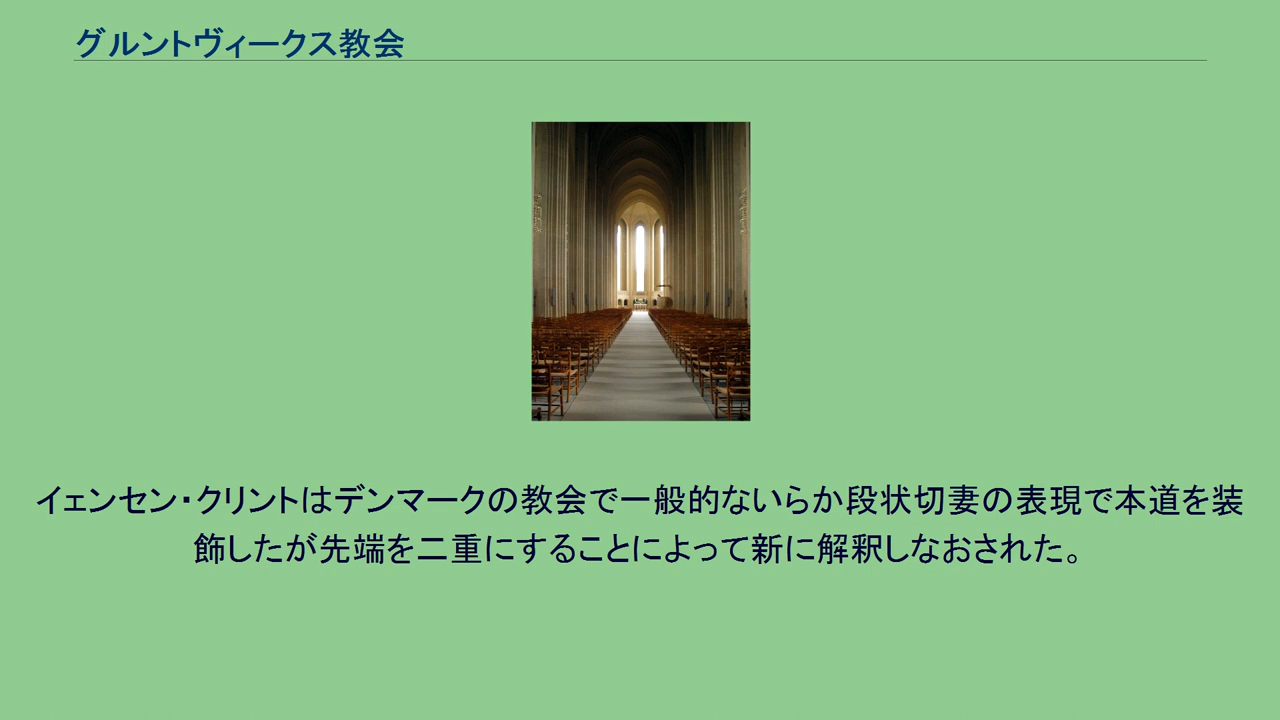 グルントヴィークス教会
イェンセン・クリントはデンマークの教会で一般的ないらか段状切妻の表現で本道を装
飾したが先端を二重にすることによって新に解釈しなおされた。